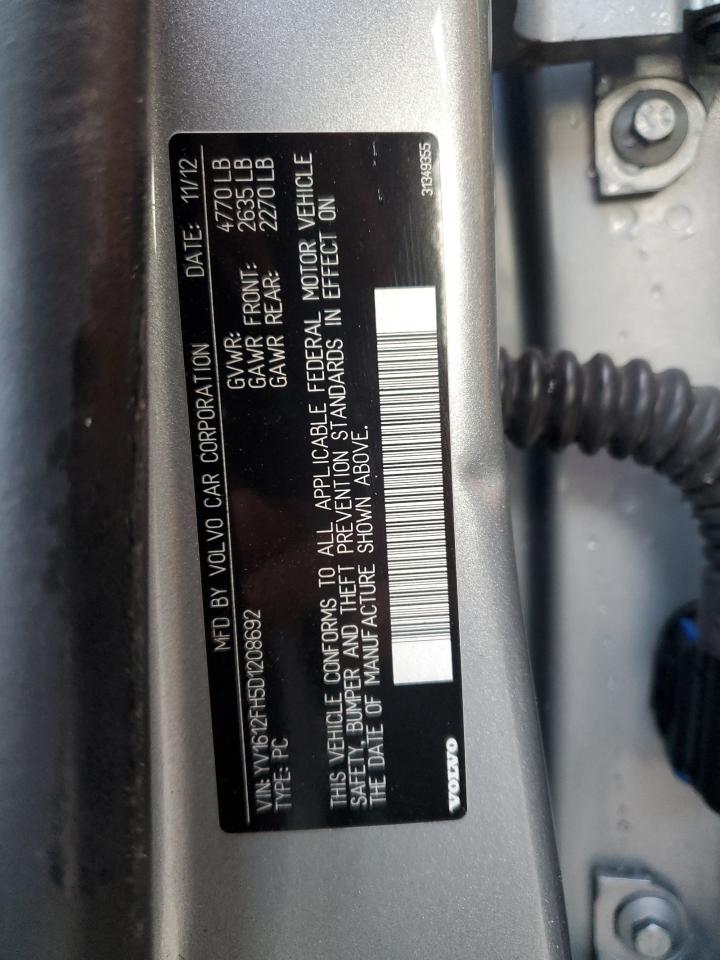 MFD BY VOLVO CAR CORPORATION DATE: 11/12
VIN: YV1612FH5D1208692 GVWR: 4770 LB
TYPE: PC GAWR FRONT: 2635 LB
GAWR REAR: 2270 LB
THIS VEHICLE CONFORMS TO ALL APPLICABLE FEDERAL MOTOR VEHICLE
SAFETY, BUMPER AND THEFT PREVENTION STANDARDS IN EFFECT ON
THE DATE OF MANUFACTURE SHOWN ABOVE.
VOLVO 31349355